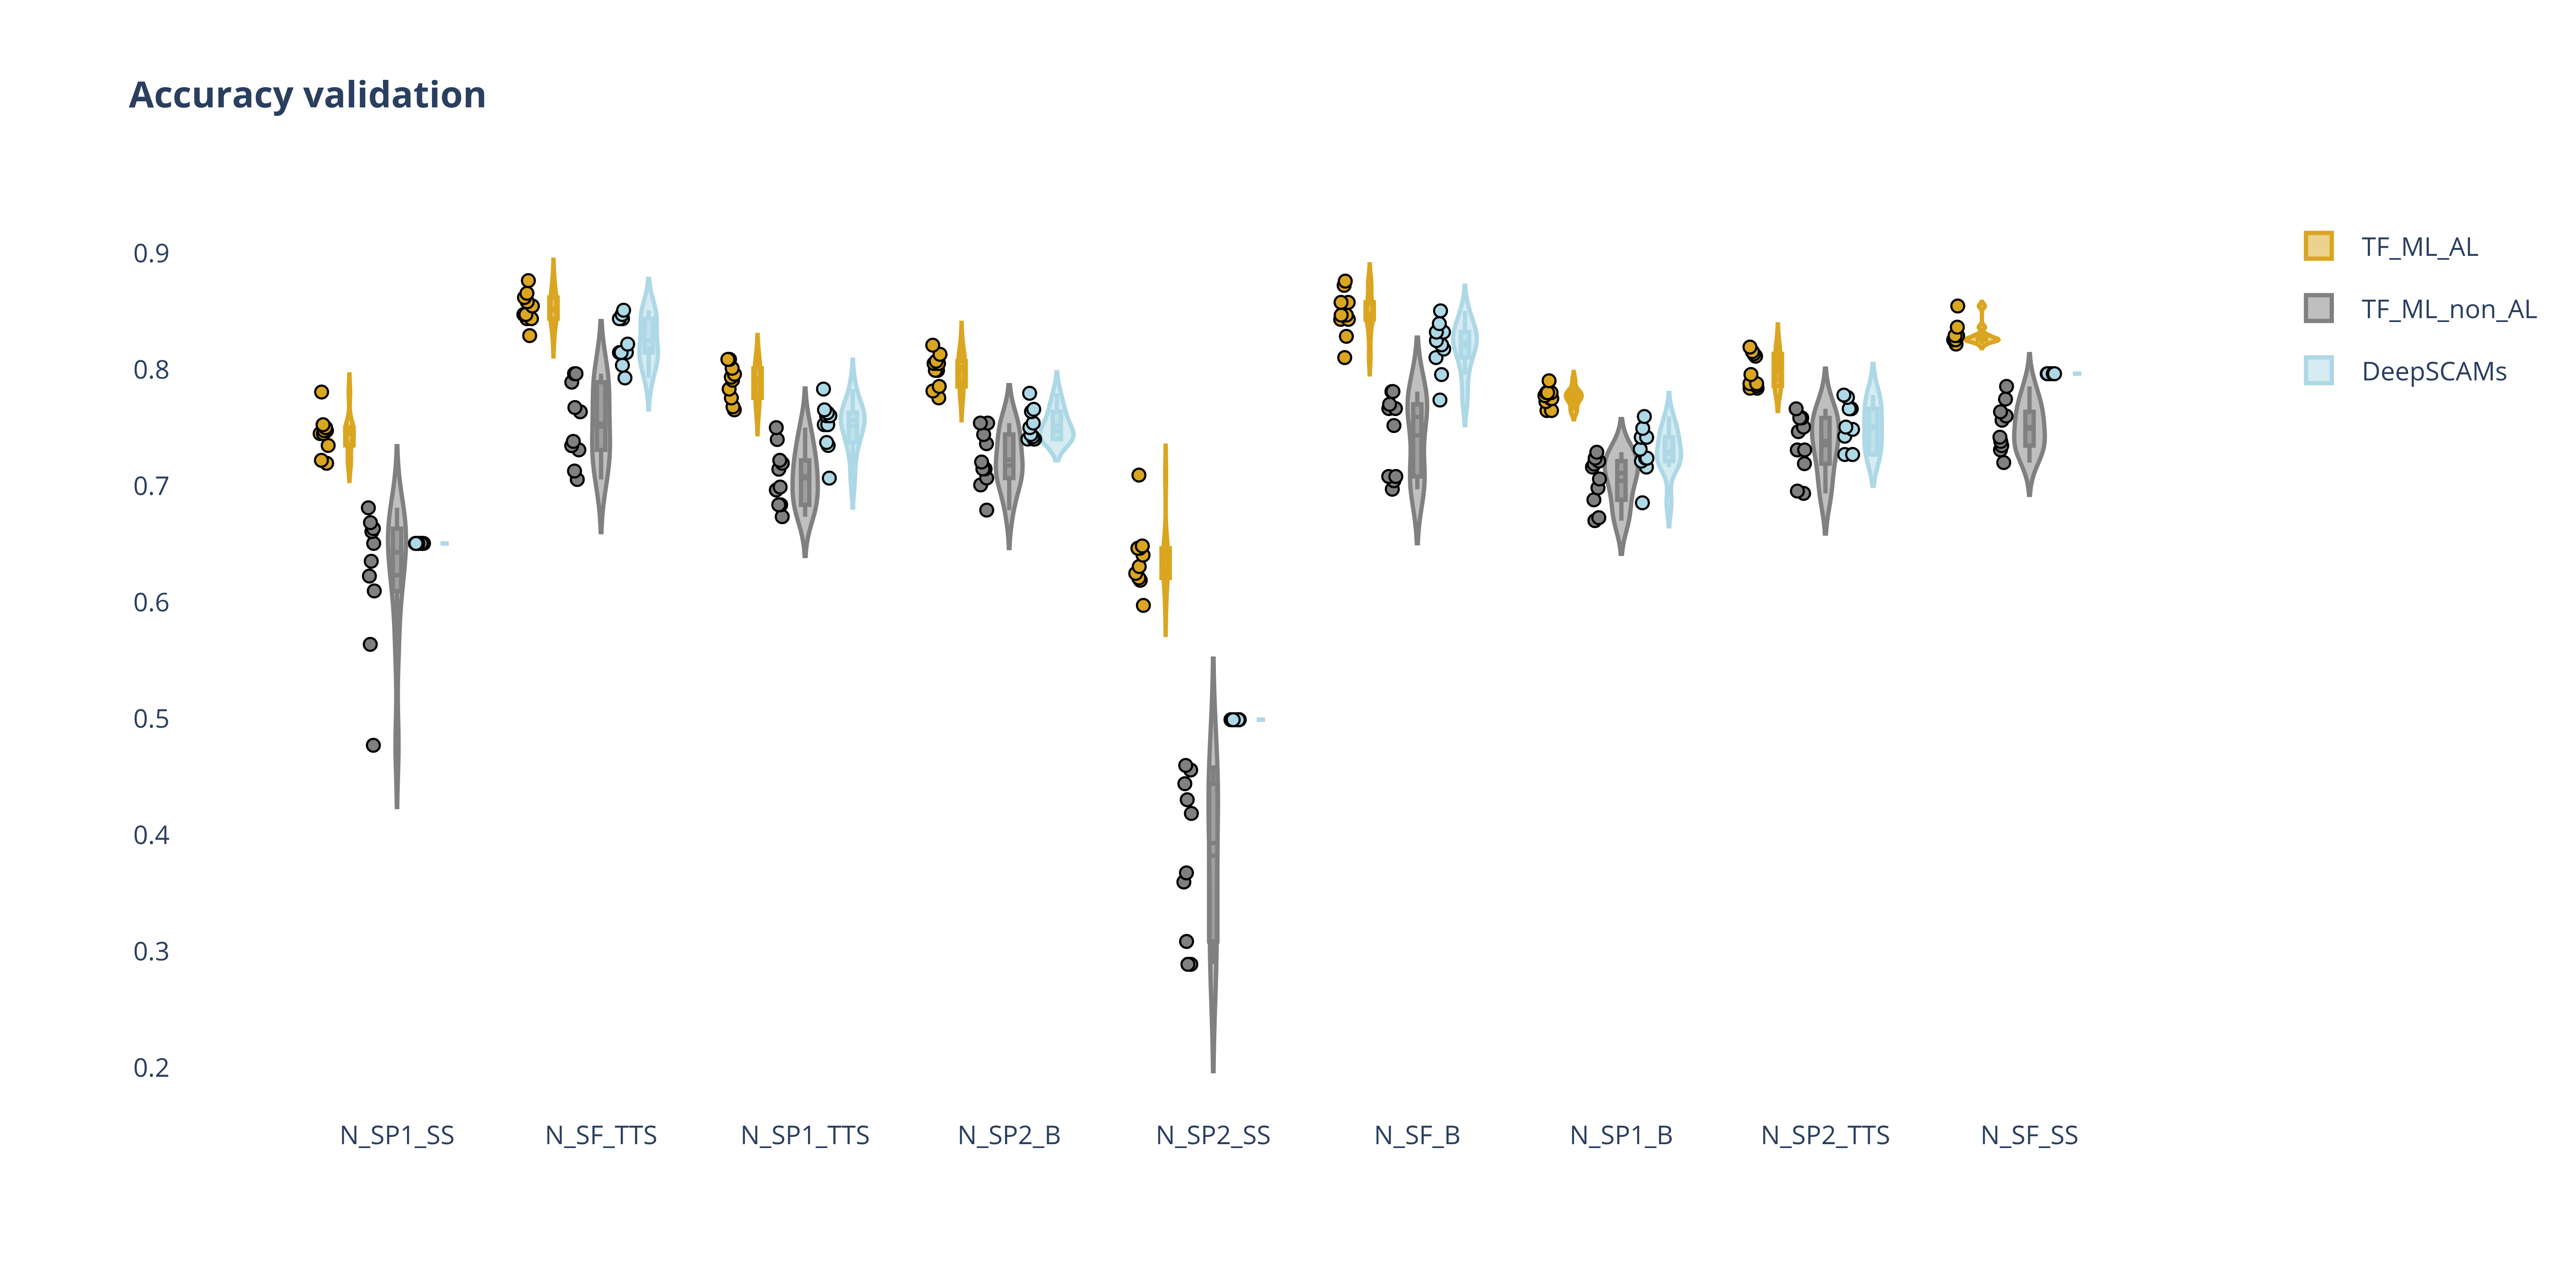 Accuracy validation
0.9
0.8
0.7
0.6
0.5
0.4
0.3
0.2
N_SP1_SS N_SF_TTS N_SP1_TTS N_SP2_B N_SP2_SS N_SF_B N_SP1_B N_SP2_TTS N_SF_SS
TF_ML_AL
TF_ML_non_AL
DeepSCAMs